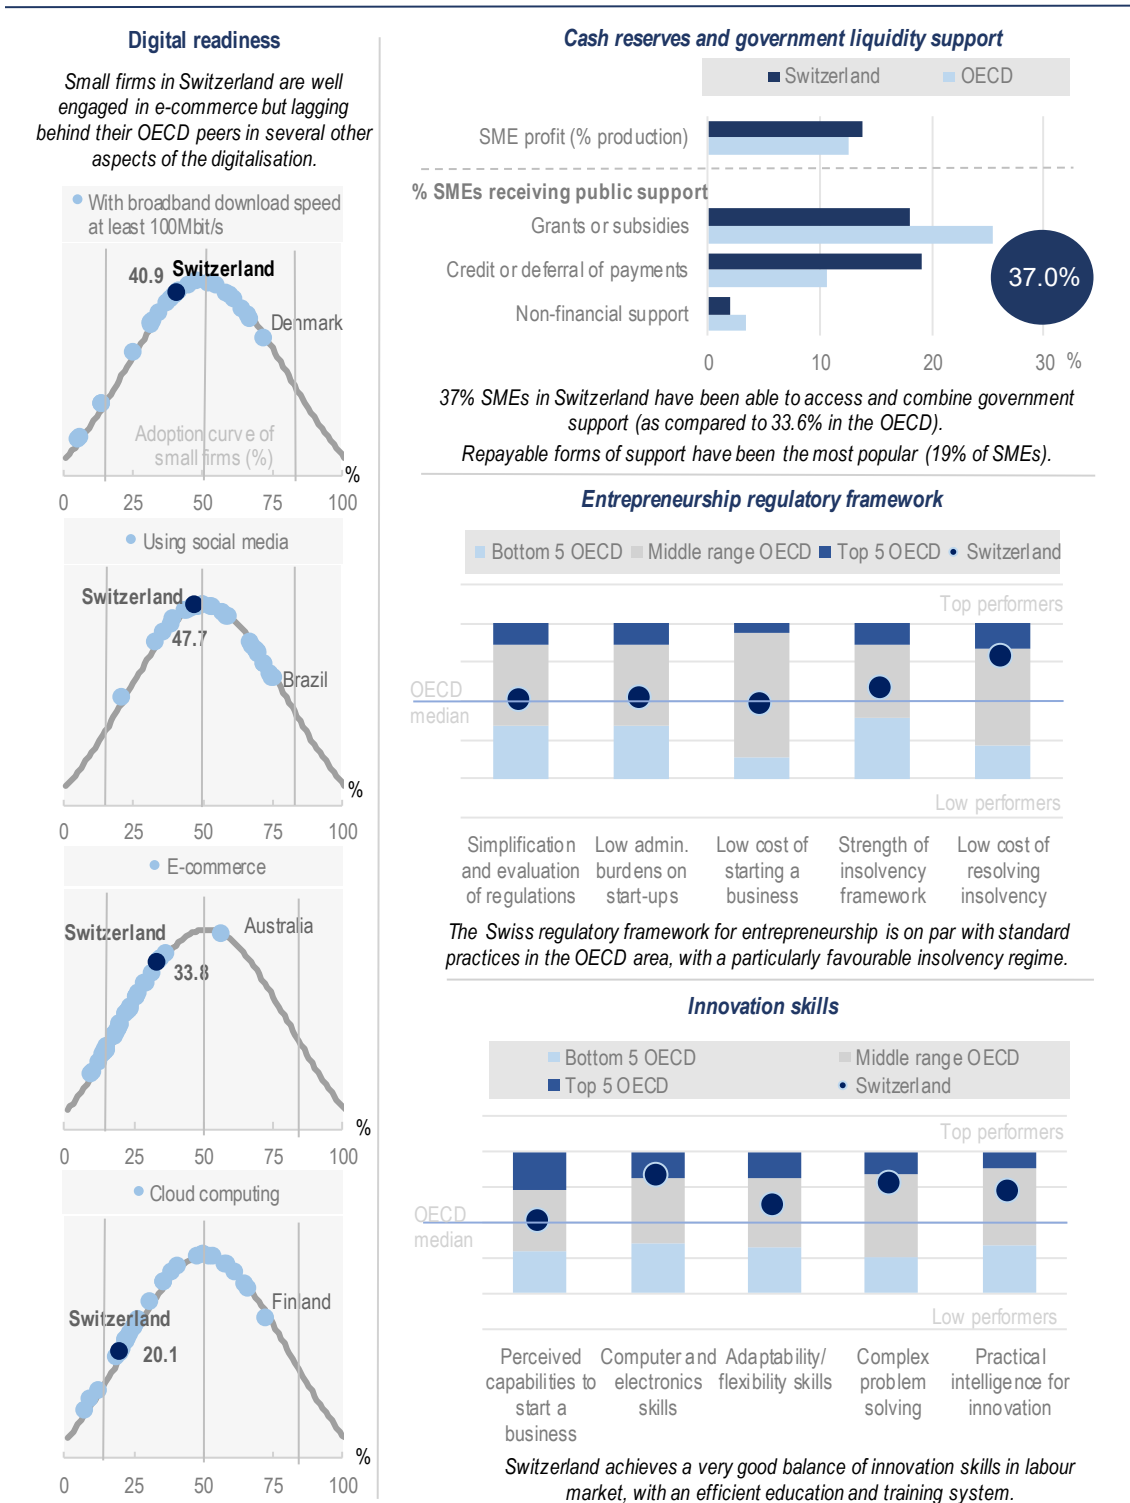 Digital readiness
Small firms in Switzerland are well
engaged in e-commerce but lagging
behind their OECD peers in several other
aspects of the digitalisation.
With broadband download speed
at least 100Mbit/s
40.9
Switzerland
Denmark
Adoption curve of
small firms (%)
%
0 25 50 75 100
Using social media
Switzerland
47.7
Brazil
%
0 25 50 75 100
E-commerce
Switzerland
Australia
33.8
%
0 25 50 75 100
Cloud computing
Finland
Switzerland
20.1
%
0 25 50 75 100
Cash reserves and government liquidity support
Switzerland OECD
SME profit (% production)
% SMEs receiving public support
Grants or subsidies
Credit or deferral of payments
37.0%
Non-financial support
0 10 20 30 %
37% SMEs in Switzerland have been able to access and combine government
support (as compared to 33.6% in the OECD).
Repayable forms of support have been the most popular (19% of SMEs).
Entrepreneurship regulatory framework
Bottom 5 OECD Middle range OECD Top 5 OECD Switzerland
Top performers
OECD
median
Low performers
Simplification
and evaluation
of regulations
Low admin.
burdens on
start-ups
Low cost of
starting a
business
Strength of
insolvency
framework
Low cost of
resolving
insolvency
The Swiss regulatory framework for entrepreneurship is on par with standard
practices in the OECD area, with a particularly favourable insolvency regime.
Innovation skills
Bottom 5 OECD Middle range OECD
Top 5 OECD Switzerland
Top performers
OECD
median
Low performers
Perceived
capabilities to
start a
business
Computer and
electronics
skills
Adaptability/
flexibility skills
Complex
problem
solving
Practical
intelligence for
innovation
Switzerland achieves a very good balance of innovation skills in labour
market, with an efficient education and training system.